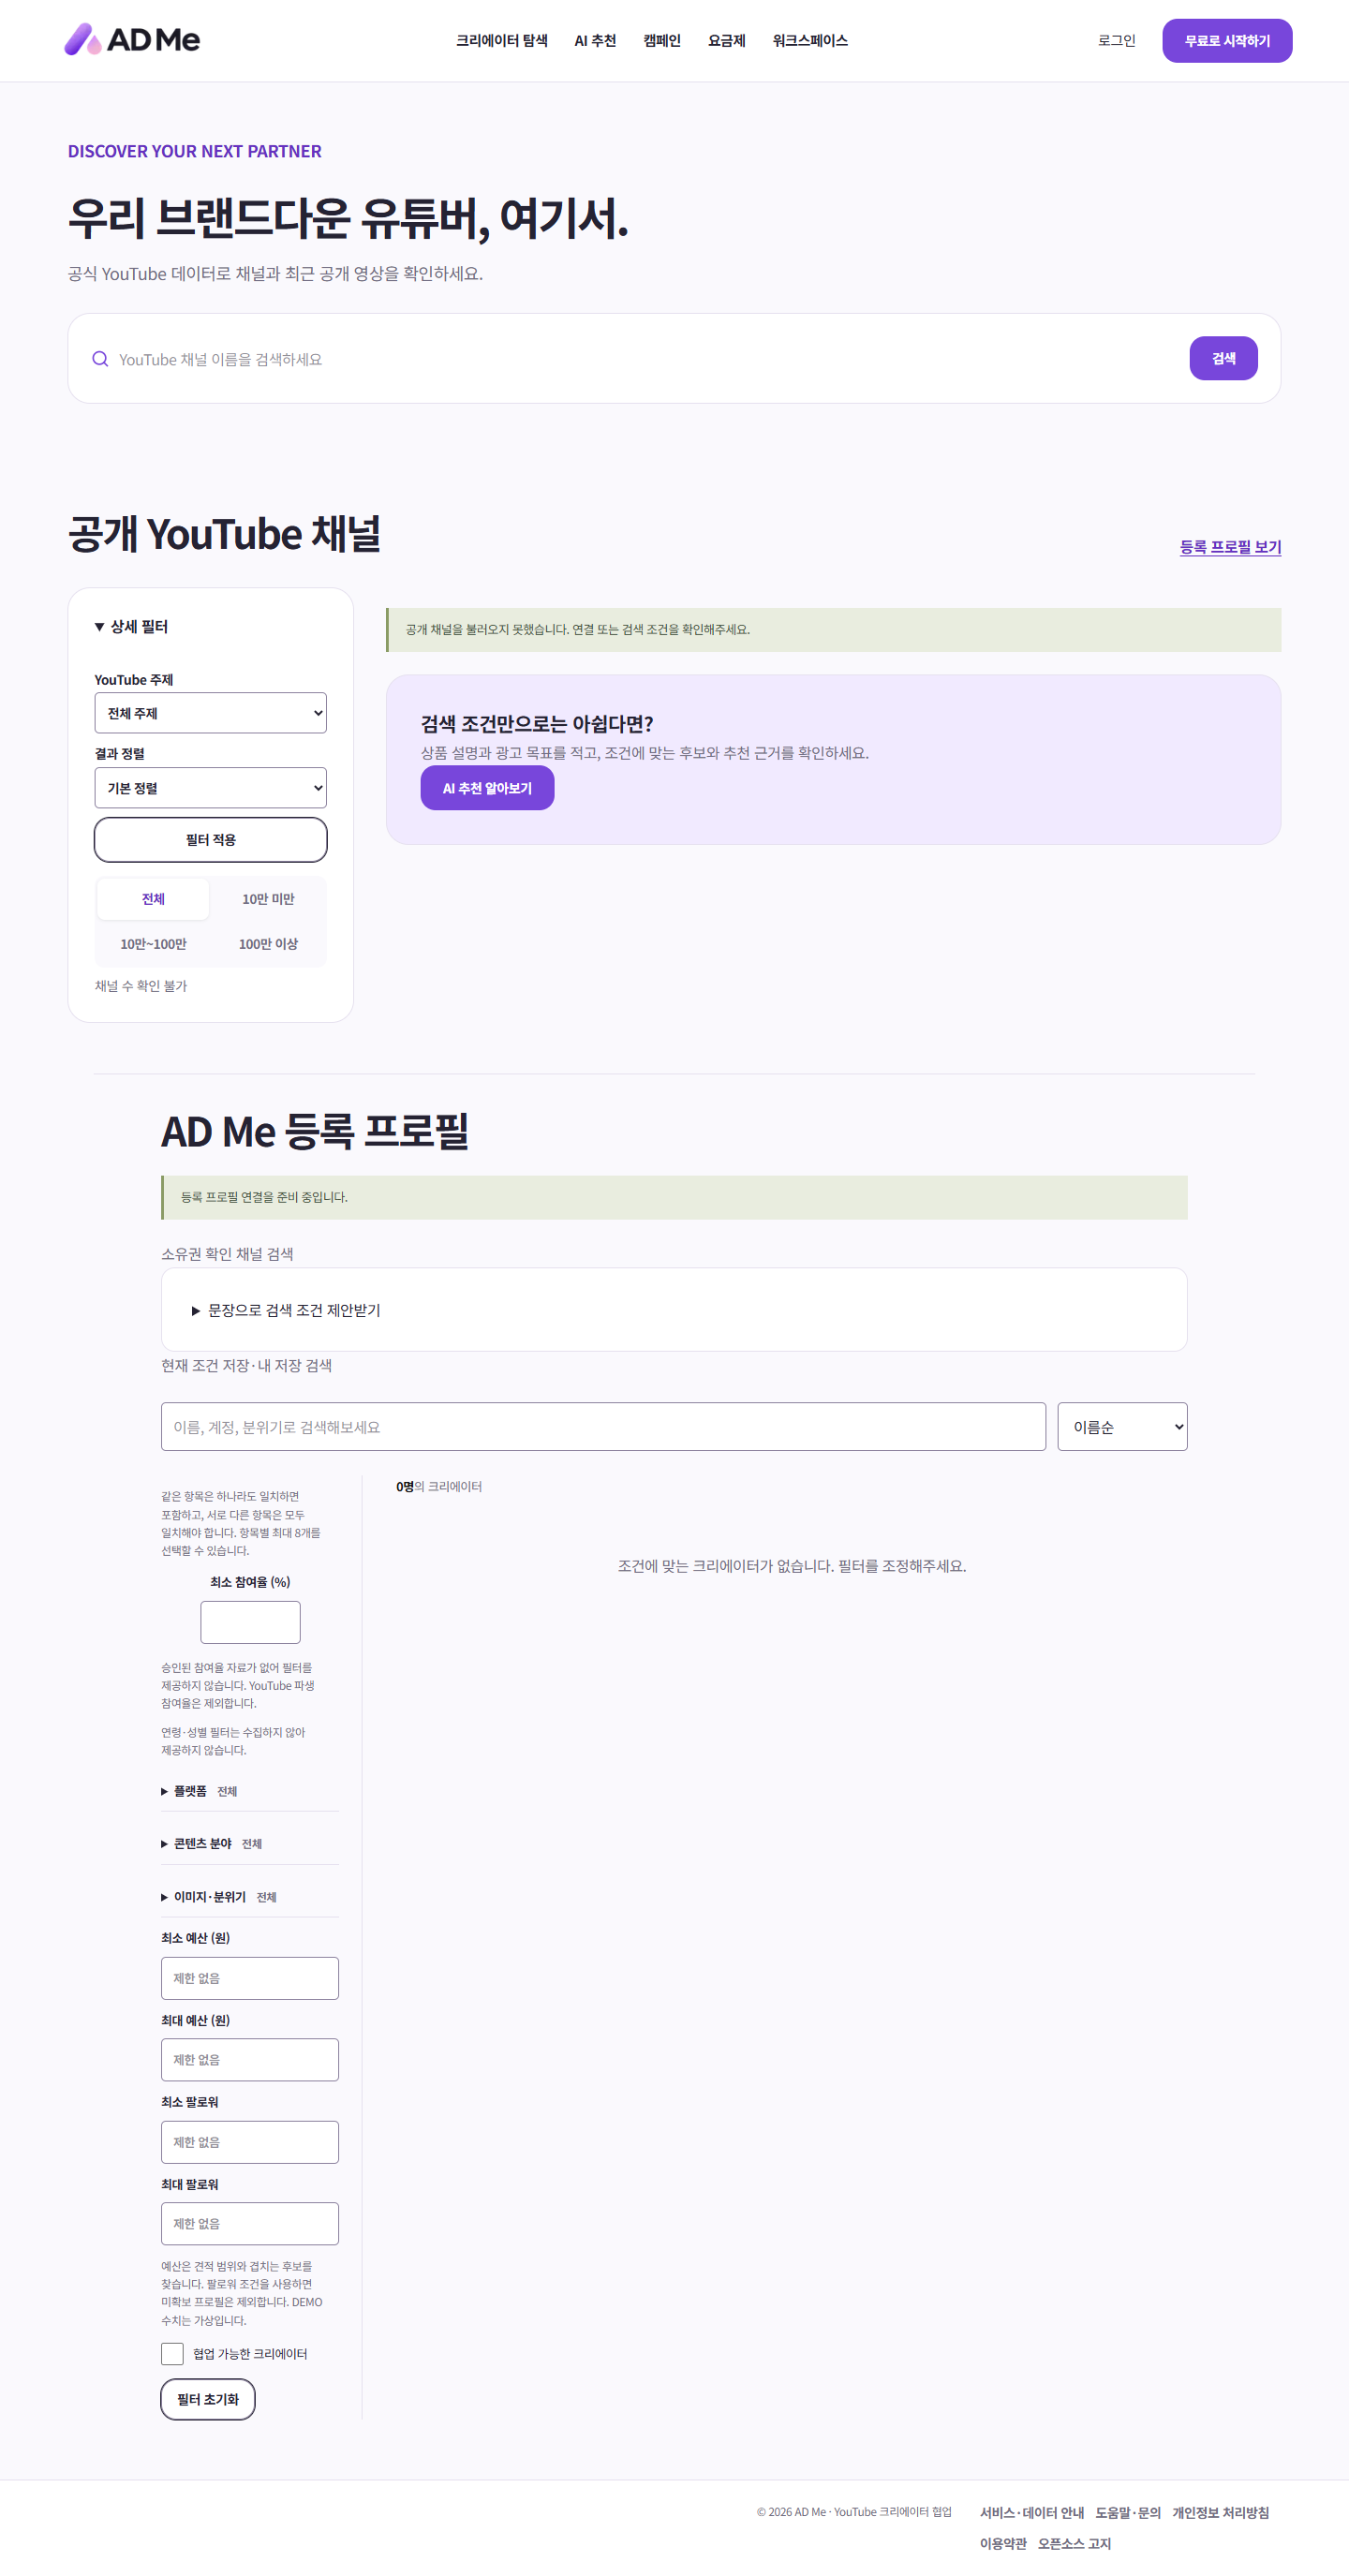 AD Me
크리에이터 탐색 AI 추천 캠페인 요금제 워크스페이스
로그인 무료로 시작하기
DISCOVER YOUR NEXT PARTNER
우리 브랜드다운 유튜버, 여기서.
공식 YouTube 데이터로 채널과 최근 공개 영상을 확인하세요.
YouTube 채널 이름을 검색하세요
검색
공개 YouTube 채널
등록 프로필 보기
상세 필터
YouTube 주제
전체 주제
결과 정렬
기본 정렬
필터 적용
전체 10만 미만
10만~100만 100만 이상
채널 수 확인 불가
공개 채널을 불러오지 못했습니다. 연결 또는 검색 조건을 확인해주세요.
검색 조건만으로는 아쉽다면?
상품 설명과 광고 목표를 적고, 조건에 맞는 후보와 추천 근거를 확인하세요.
AI 추천 알아보기
AD Me 등록 프로필
등록 프로필 연결을 준비 중입니다.
소유권 확인 채널 검색
문장으로 검색 조건 제안받기
현재 조건 저장·내 저장 검색
이름, 계정, 분위기로 검색해보세요
이름순
같은 항목은 하나라도 일치하면
포함하고, 서로 다른 항목은 모두
일치해야 합니다. 항목별 최대 8개를
선택할 수 있습니다.
최소 참여율 (%)
승인된 참여율 자료가 없어 필터를
제공하지 않습니다. YouTube 파생
참여율은 제외합니다.
연령·성별 필터는 수집하지 않아
제공하지 않습니다.
플랫폼 전체
콘텐츠 분야 전체
이미지·분위기 전체
최소 예산 (원)
제한 없음
최대 예산 (원)
제한 없음
최소 팔로워
제한 없음
최대 팔로워
제한 없음
예산은 견적 범위와 겹치는 후보를
찾습니다. 팔로워 조건을 사용하면
미확보 프로필은 제외합니다. DEMO
수치는 가상입니다.
협업 가능한 크리에이터
필터 초기화
0명의 크리에이터
조건에 맞는 크리에이터가 없습니다. 필터를 조정해주세요.
© 2026 AD Me · YouTube 크리에이터 협업
서비스·데이터 안내 도움말·문의 개인정보 처리방침
이용약관 오픈소스 고지